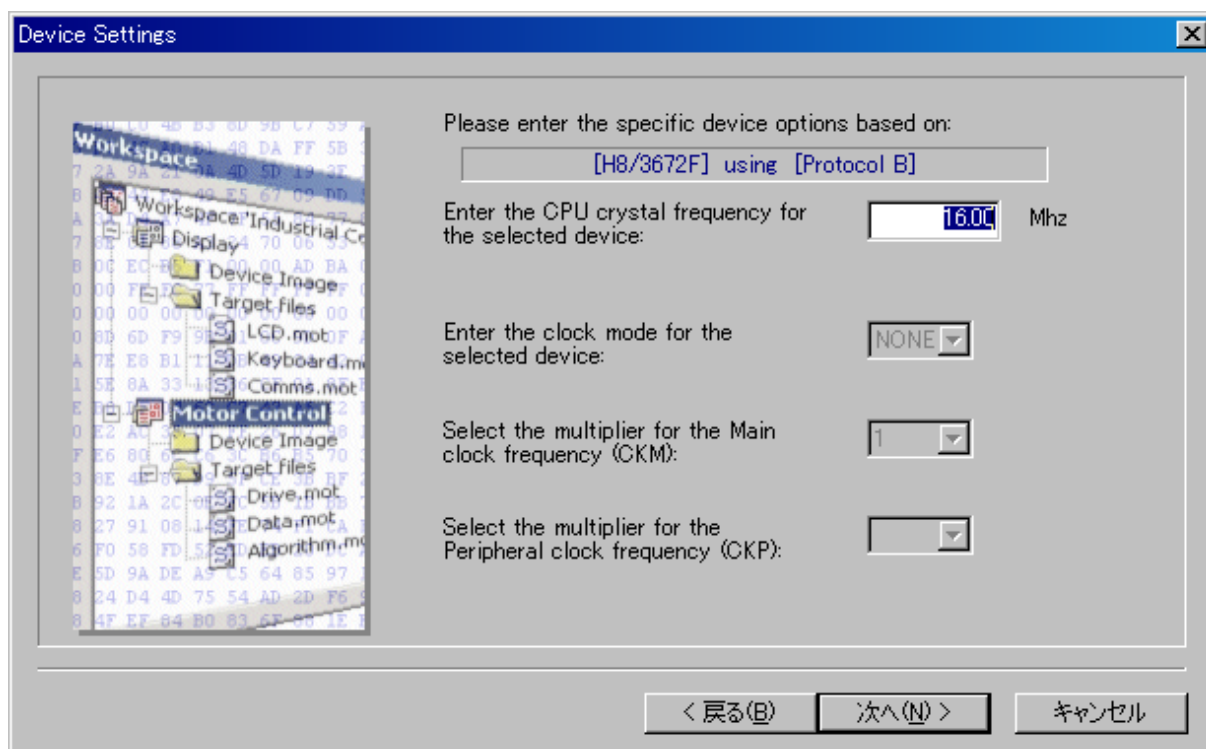 Device Settings
Please enter the specific device options based on:
[H8/3672F] using [Protocol B]
Enter the CPU crystal frequency for
the selected device:
16.00 Mhz
Enter the clock mode for the
selected device:
NONE
Select the multiplier for the Main
clock frequency (CKM):
1
Select the multiplier for the
Peripheral clock frequency (CKP):
Workspace
Workspace 'Industrial Co
Display
Device Image
Target files
LCD.mot
Keyboard.m
Comms.mot
Motor Control
Device Image
Target files
Drive.mot
Data.mot
Algorithm.mo
< 戻る(B)
次へ(N) >
キャンセル